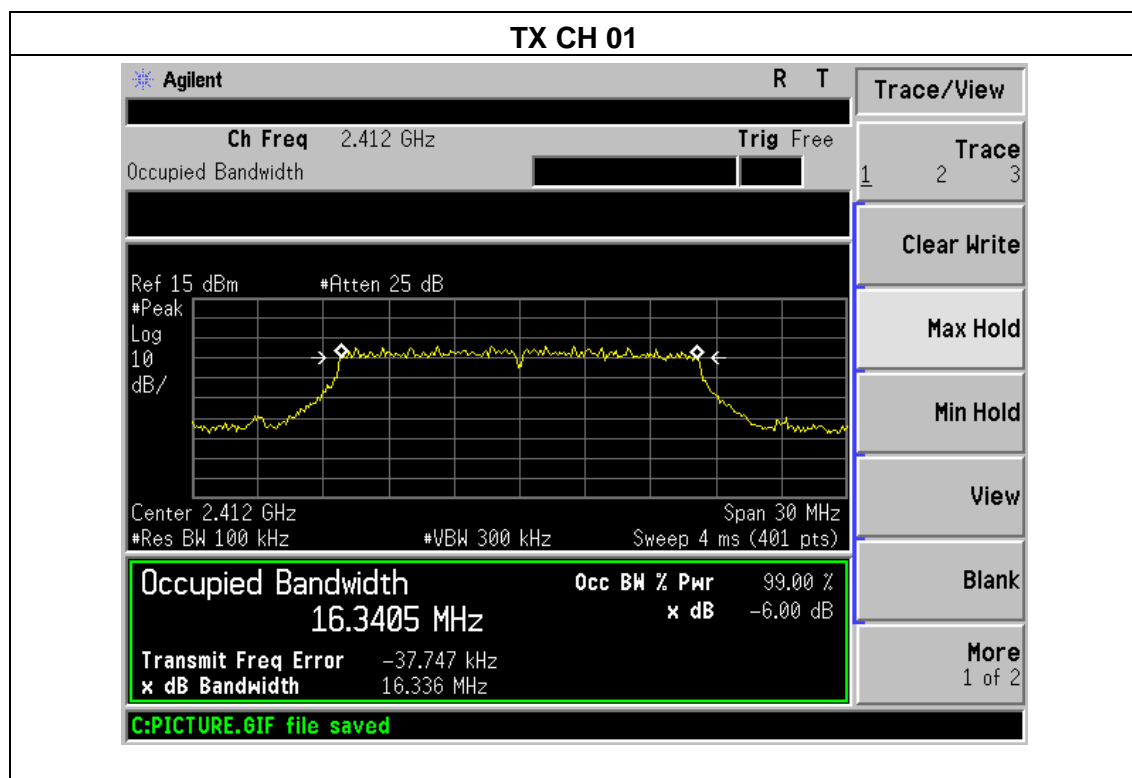 TX CH 01
Agilent R T
Trace/View
Ch Freq 2.412 GHz Trig Free
Occupied Bandwidth
Trace
1 2 3
Clear Write
Ref 15 dBm #Atten 25 dB
#Peak
Log
10
dB/
Max Hold
Min Hold
View
Center 2.412 GHz Span 30 MHz
#Res BW 100 kHz #VBW 300 kHz Sweep 4 ms (401 pts)
Occupied Bandwidth Occ BW % Pwr 99.00 %
16.3405 MHz x dB -6.00 dB
Blank
Transmit Freq Error -37.747 kHz
x dB Bandwidth 16.336 MHz
More
1 of 2
C:PICTURE.GIF file saved